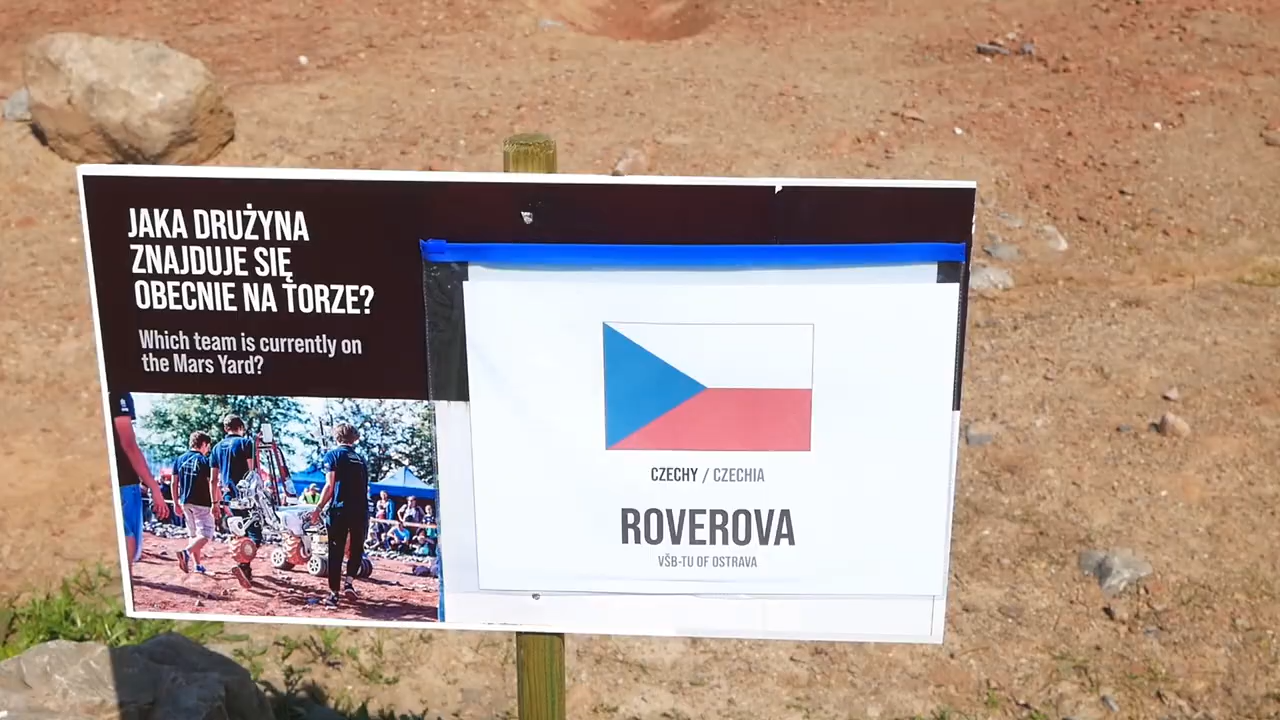 JAKA DRUŻYNA
ZNAJDUJE SIĘ
OBECNIE NA TORZE?
Which team is currently on
the Mars Yard?
CZECHY / CZECHIA
ROVEROVA
VŠB-TU OF OSTRAVA